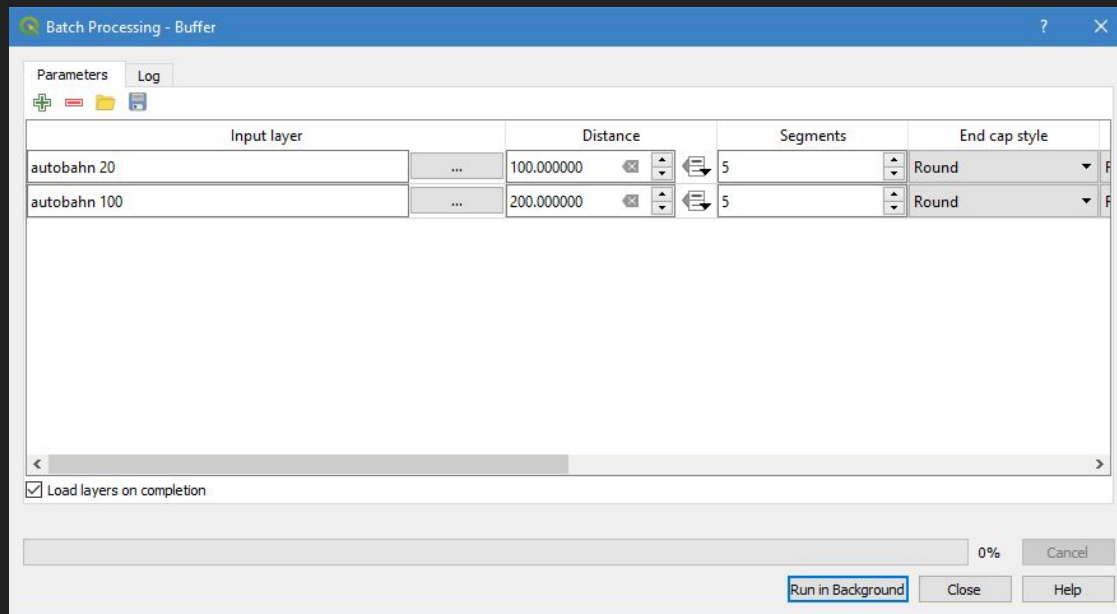 Batch Processing - Buffer ? ×
Parameters Log
Input layer Distance Segments End cap style
autobahn 20 ... 100.000000 5 Round
autobahn 100 ... 200.000000 5 Round
Load layers on completion
0% Cancel
Run in Background Close Help